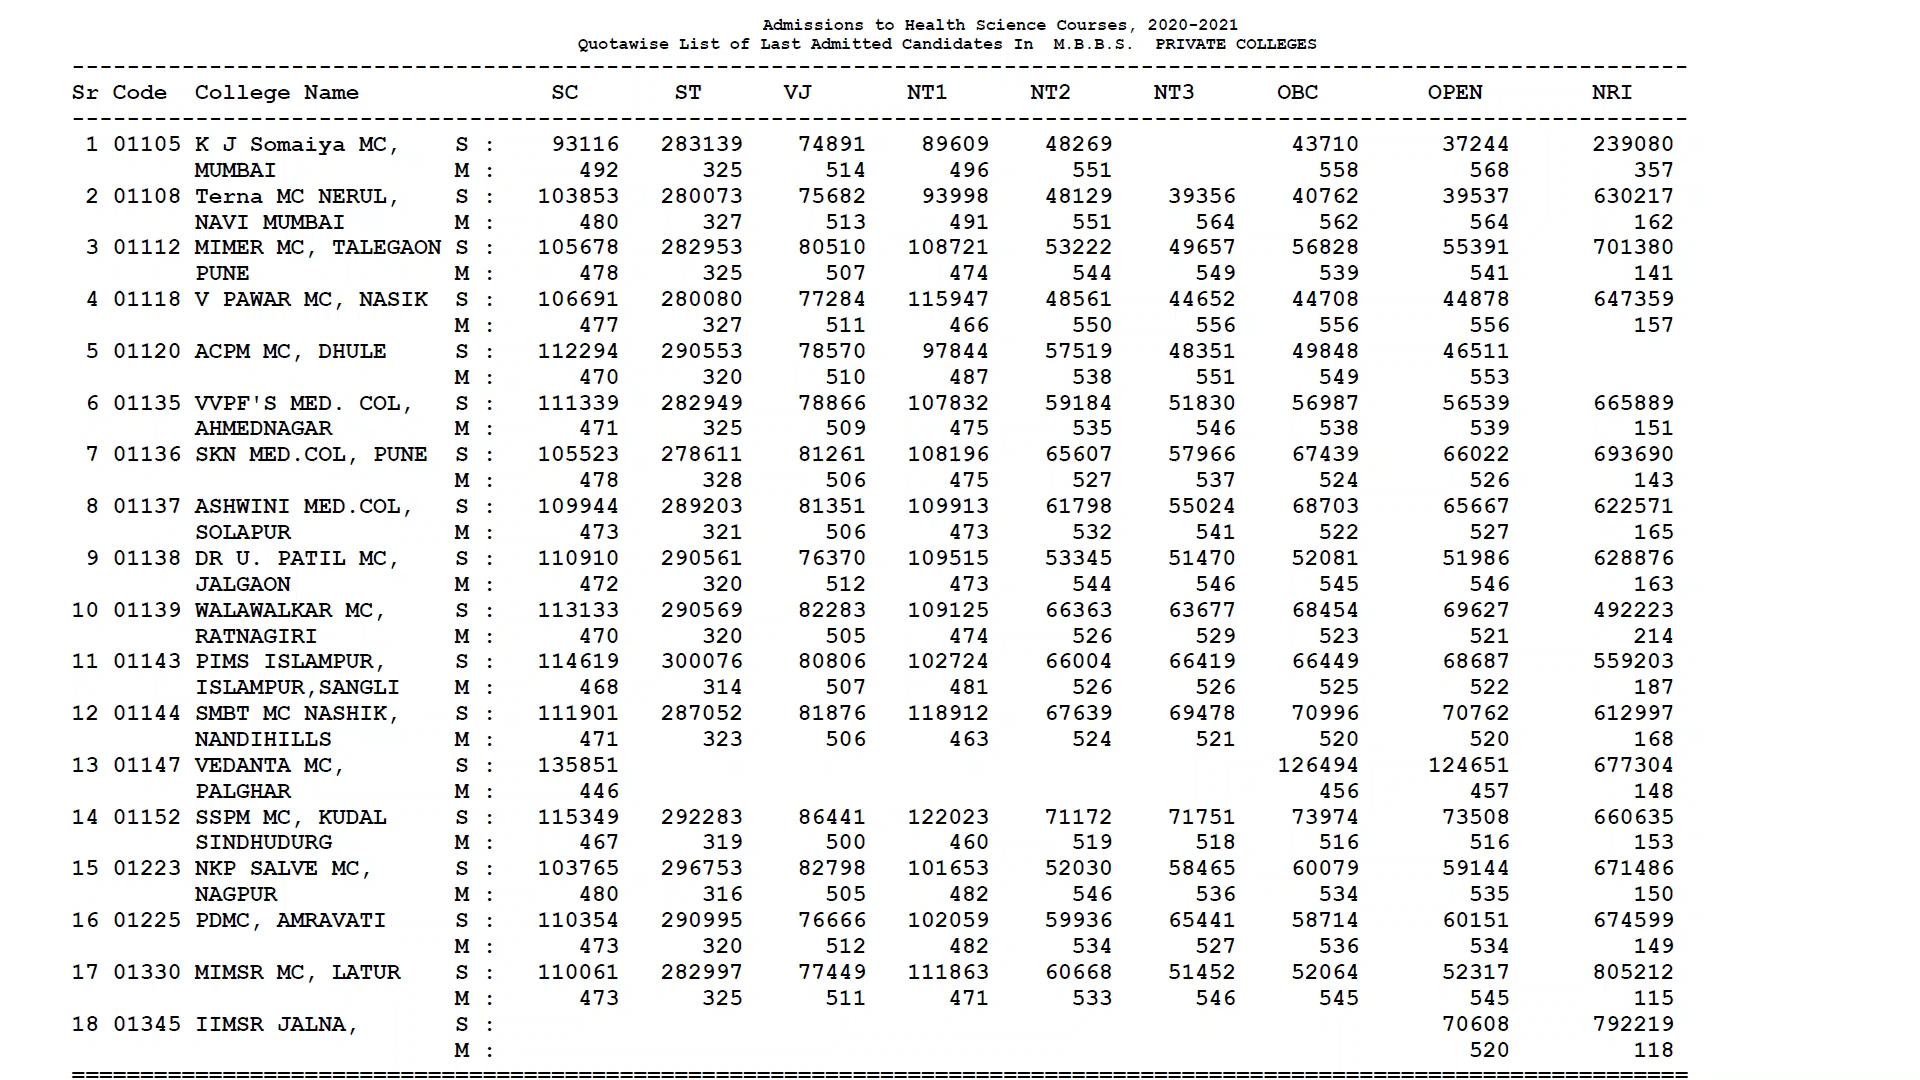 Admissions to Health Science Courses, 2020-2021
Quotawise List of Last Admitted Candidates In M.B.B.S. PRIVATE COLLEGES
Sr Code College Name SC ST VJ NT1 NT2 NT3 OBC OPEN NRI
1 01105 K J Somaiya MC, S : 93116 283139 74891 89609 48269 43710 37244 239080
MUMBAI M : 492 325 514 496 551 558 568 357
2 01108 Terna MC NERUL, S : 103853 280073 75682 93998 48129 39356 40762 39537 630217
NAVI MUMBAI M : 480 327 513 491 551 564 562 564 162
3 01112 MIMER MC, TALEGAON S : 105678 282953 80510 108721 53222 49657 56828 55391 701380
PUNE M : 478 325 507 474 544 549 539 541 141
4 01118 V PAWAR MC, NASIK S : 106691 280080 77284 115947 48561 44652 44708 44878 647359
M : 477 327 511 466 550 556 556 556 157
5 01120 ACPM MC, DHULE S : 112294 290553 78570 97844 57519 48351 49848 46511
M : 470 320 510 487 538 551 549 553
6 01135 VVPF'S MED. COL, S : 111339 282949 78866 107832 59184 51830 56987 56539 665889
AHMEDNAGAR M : 471 325 509 475 535 546 538 539 151
7 01136 SKN MED.COL, PUNE S : 105523 278611 81261 108196 65607 57966 67439 66022 693690
M : 478 328 506 475 527 537 524 526 143
8 01137 ASHWINI MED.COL, S : 109944 289203 81351 109913 61798 55024 68703 65667 622571
SOLAPUR M : 473 321 506 473 532 541 522 527 165
9 01138 DR U. PATIL MC, S : 110910 290561 76370 109515 53345 51470 52081 51986 628876
JALGAON M : 472 320 512 473 544 546 545 546 163
10 01139 WALAWALKAR MC, S : 113133 290569 82283 109125 66363 63677 68454 69627 492223
RATNAGIRI M : 470 320 505 474 526 529 523 521 214
11 01143 PIMS ISLAMPUR, S : 114619 300076 80806 102724 66004 66419 66449 68687 559203
ISLAMPUR,SANGLI M : 468 314 507 481 526 526 525 522 187
12 01144 SMBT MC NASHIK, S : 111901 287052 81876 118912 67639 69478 70996 70762 612997
NANDIHILLS M : 471 323 506 463 524 521 520 520 168
13 01147 VEDANTA MC, S : 135851 126494 124651 677304
PALGHAR M : 446 456 457 148
14 01152 SSPM MC, KUDAL S : 115349 292283 86441 122023 71172 71751 73974 73508 660635
SINDHUDURG M : 467 319 500 460 519 518 516 516 153
15 01223 NKP SALVE MC, S : 103765 296753 82798 101653 52030 58465 60079 59144 671486
NAGPUR M : 480 316 505 482 546 536 534 535 150
16 01225 PDMC, AMRAVATI S : 110354 290995 76666 102059 59936 65441 58714 60151 674599
M : 473 320 512 482 534 527 536 534 149
17 01330 MIMSR MC, LATUR S : 110061 282997 77449 111863 60668 51452 52064 52317 805212
M : 473 325 511 471 533 546 545 545 115
18 01345 IIMSR JALNA, S : 70608 792219
M : 520 118